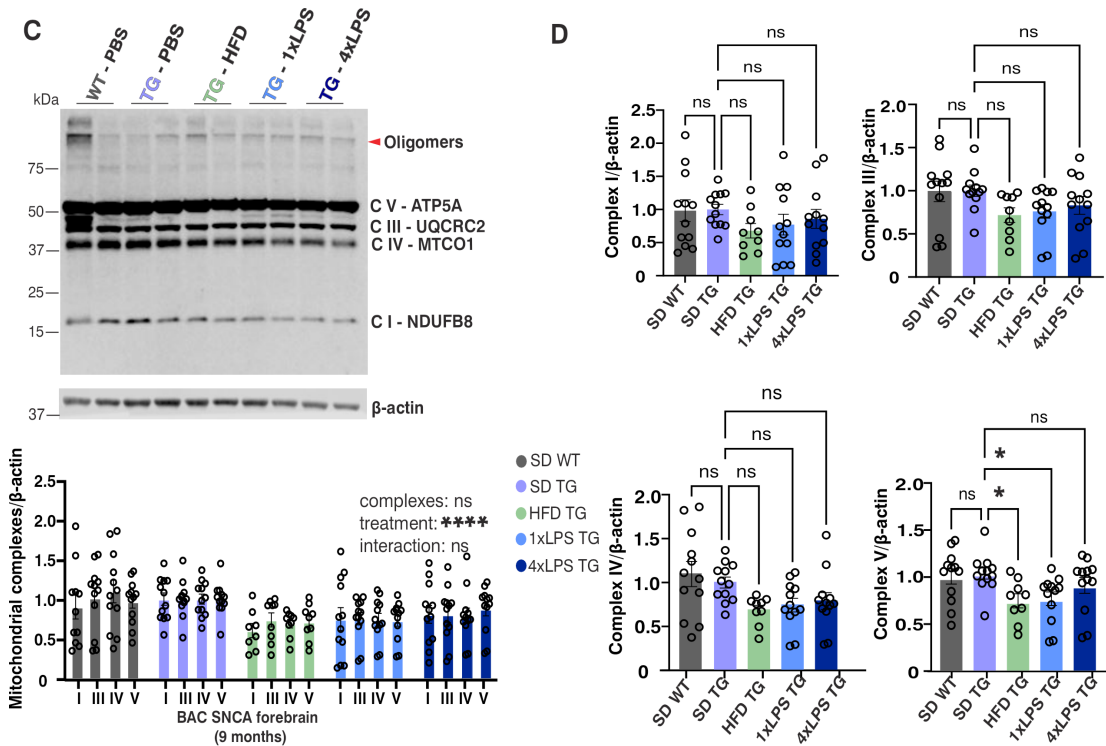 C
WT - PBS
TG - PBS
TG - HFD
TG - 1xLPS
TG - 4xLPS
kDa
Oligomers
75
C V - ATP5A
50
C III - UQCRC2
C IV - MTCO1
37
25
C I - NDUFB8
15
β-actin
37
Mitochondrial complexes/β-actin
2.5
2.0
1.5
1.0
0.5
0
complexes: ns
treatment: ****
interaction: ns
I III IV V I III IV V I III IV V I III IV V I III IV V
BAC SNCA forebrain
(9 months)
SD WT
SD TG
HFD TG
1xLPS TG
4xLPS TG
D
Complex I/β-actin
2.5
2.0
1.5
1.0
0.5
0
ns
ns
ns ns
SD WT
SD TG
HFD TG
1xLPS TG
4xLPS TG
Complex III/β-actin
2.0
1.5
1.0
0.5
0
ns
ns
ns ns
SD WT
SD TG
HFD TG
1xLPS TG
4xLPS TG
Complex IV/β-actin
2.0
1.5
1.0
0.5
0
ns
ns
ns ns
SD WT
SD TG
HFD TG
1xLPS TG
4xLPS TG
Complex V/β-actin
2.0
1.5
1.0
0.5
0
ns
*
ns *
SD WT
SD TG
HFD TG
1xLPS TG
4xLPS TG